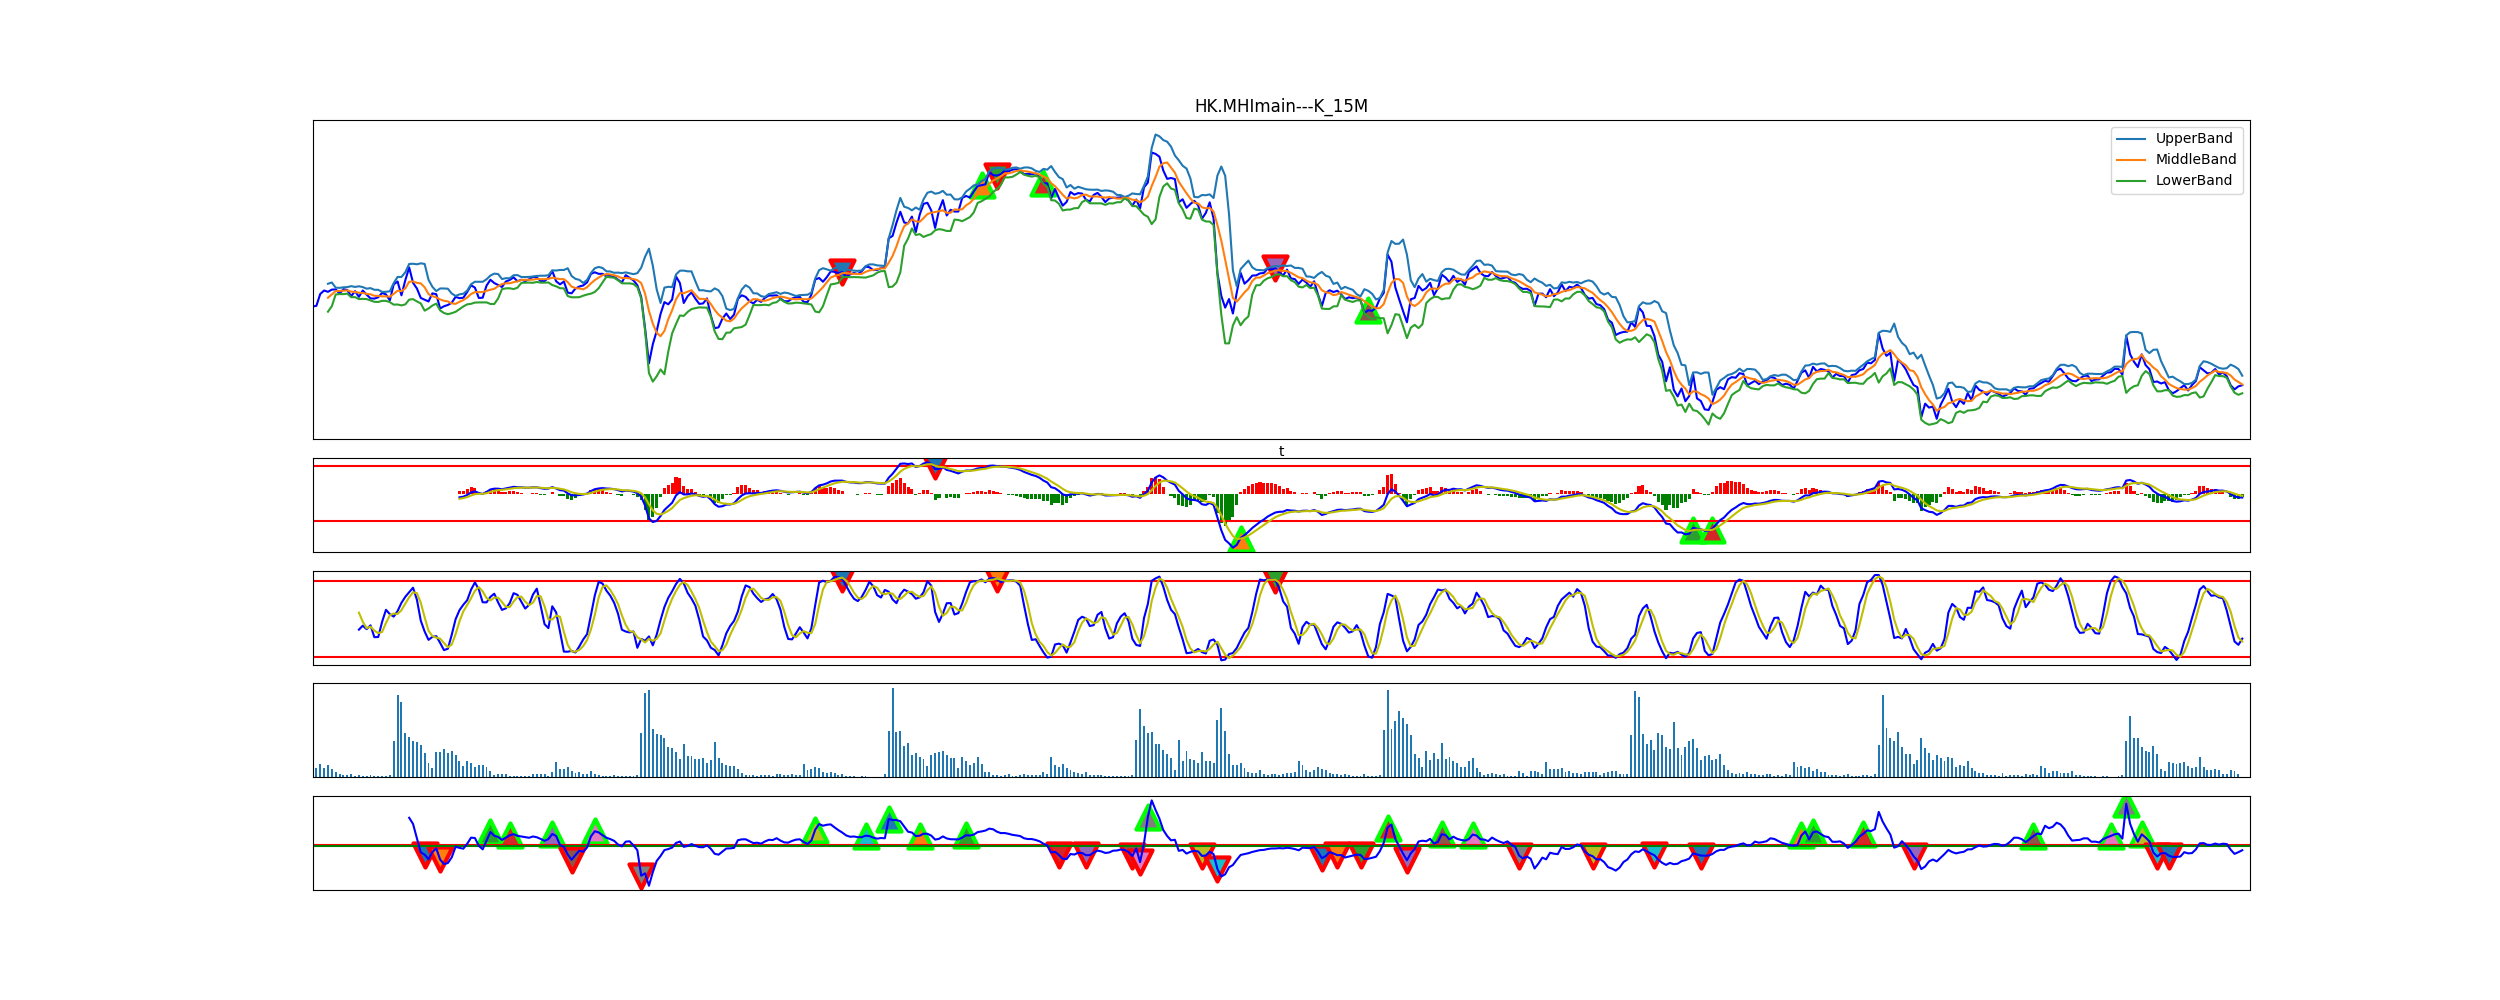 HK.MHImain---K_15M
UpperBand
MiddleBand
LowerBand
t